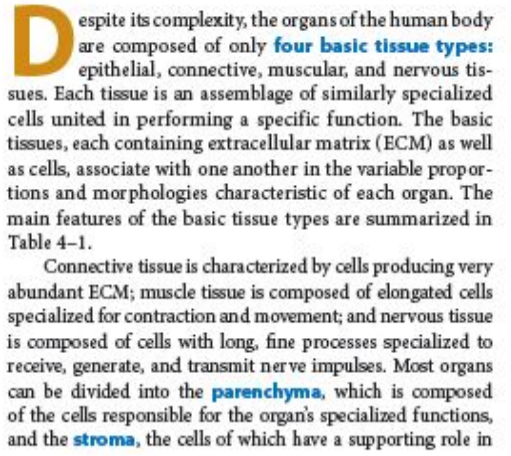 Despite its complexity, the organs of the human body
are composed of only four basic tissue types:
epithelial, connective, muscular, and nervous tis-
sues. Each tissue is an assemblage of similarly specialized
cells united in performing a specific function. The basic
tissues, each containing extracellular matrix (ECM) as well
as cells, associate with one another in the variable propor-
tions and morphologies characteristic of each organ. The
main features of the basic tissue types are summarized in
Table 4–1.
Connective tissue is characterized by cells producing very
abundant ECM; muscle tissue is composed of elongated cells
specialized for contraction and movement; and nervous tissue
is composed of cells with long, fine processes specialized to
receive, generate, and transmit nerve impulses. Most organs
can be divided into the parenchyma, which is composed
of the cells responsible for the organ's specialized functions,
and the stroma, the cells of which have a supporting role in